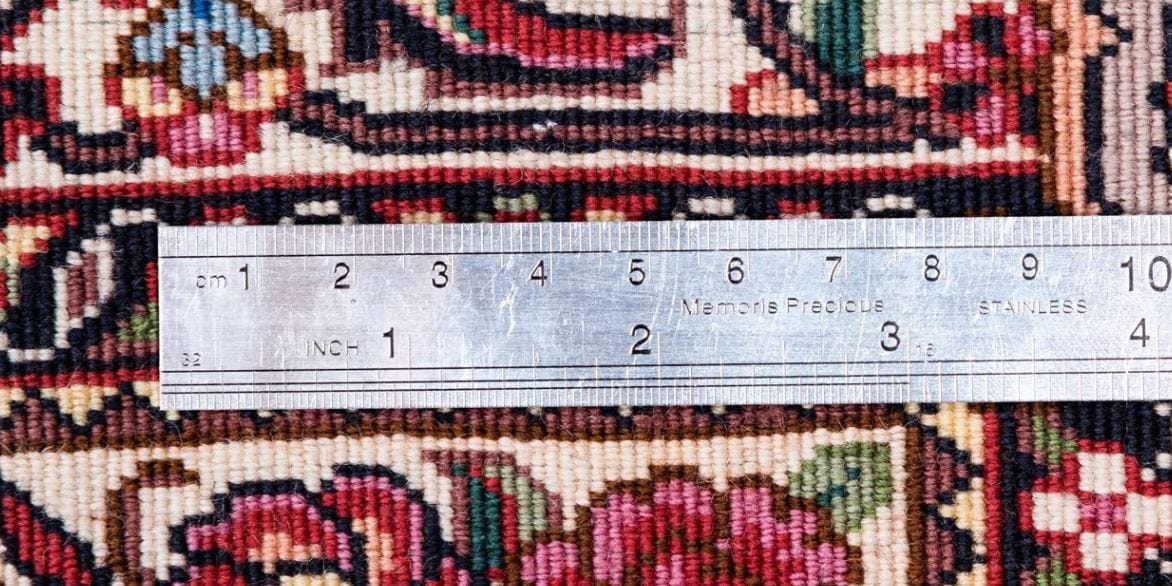 cm 1 2 3 4 5 6 7 8 9 10
Memoris Precious STAINLESS
INCH 1 2 3 4
32 16